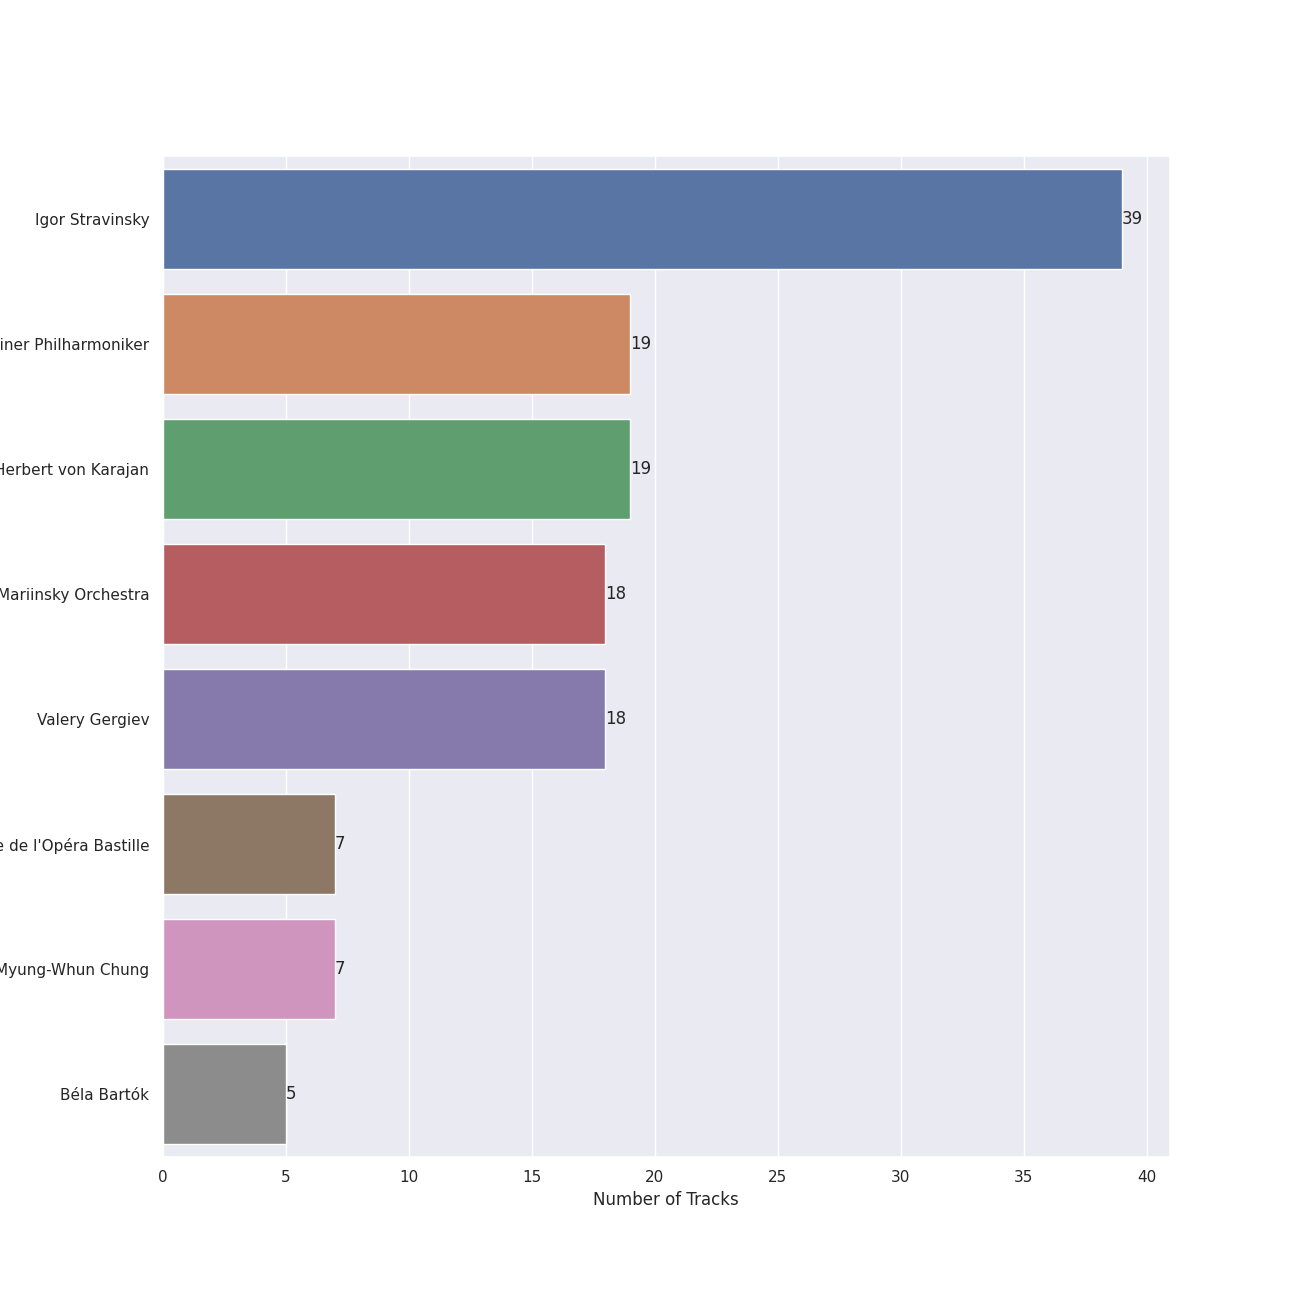 Igor Stravinsky 39
iner Philharmoniker 19
Herbert von Karajan 19
Mariinsky Orchestra 18
Valery Gergiev 18
e de l'Opéra Bastille 7
Myung-Whun Chung 7
Béla Bartók 5
0 5 10 15 20 25 30 35 40
Number of Tracks